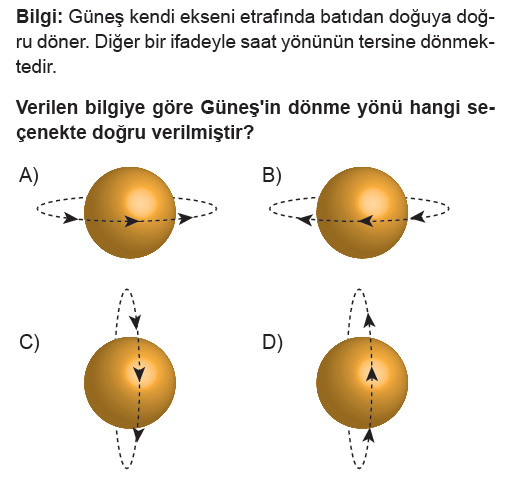 Bilgi: Güneş kendi ekseni etrafında batıdan doğuya doğ-
ru döner. Diğer bir ifadeyle saat yönünün tersine dönmek-
tedir.
Verilen bilgiye göre Güneş'in dönme yönü hangi se-
çenekte doğru verilmiştir?
A)
B)
C)
D)